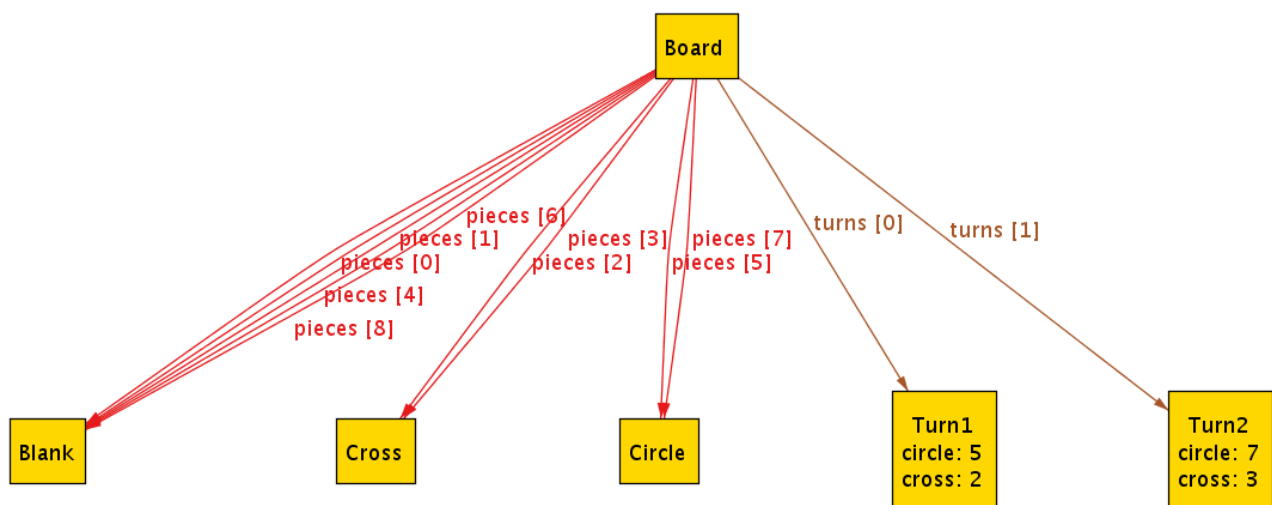 Board
pieces [6]
pieces [3]
pieces [7]
turns [0]
turns [1]
pieces [1]
pieces [0]
pieces [2]
pieces [5]
pieces [4]
pieces [8]
Blank
Cross
Circle
Turn1
circle: 5
cross: 2
Turn2
circle: 7
cross: 3